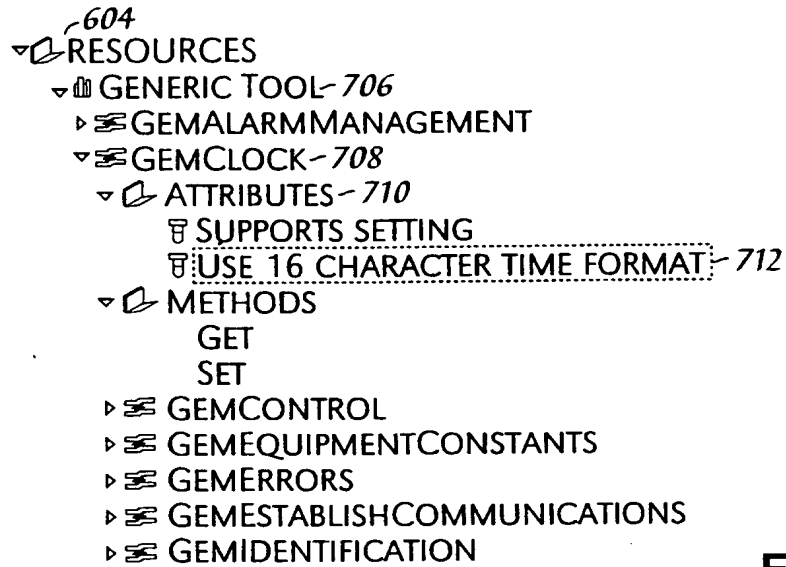 604
RESOURCES
GENERIC TOOL 706
GEMALARMMANAGEMENT
GEMCLOCK 708
ATTRIBUTES 710
SUPPORTS SETTING
USE 16 CHARACTER TIME FORMAT 712
METHODS
GET
SET
GEMCONTROL
GEMEQUIPMENTCONSTANTS
GEMERRORS
GEMESTABLISHCOMMUNICATIONS
GEMIDENTIFICATION